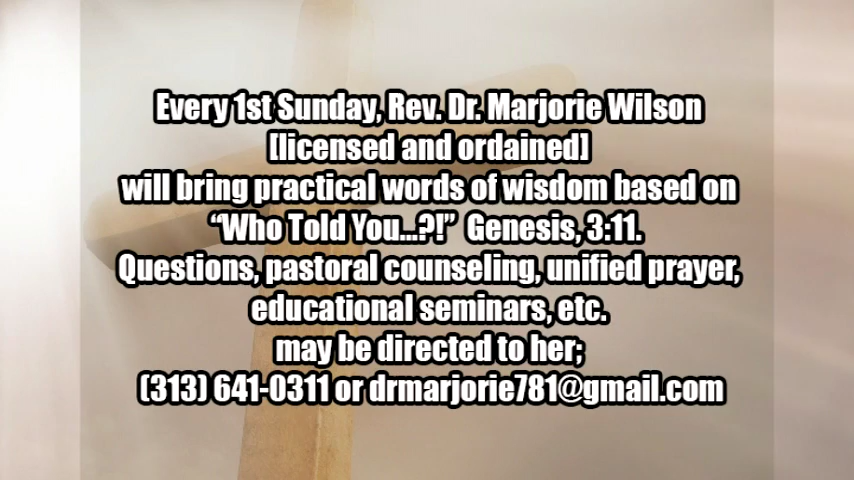 Every 1st Sunday, Rev. Dr. Marjorie Wilson
[licensed and ordained]
will bring practical words of wisdom based on
“Who Told You...?!” Genesis, 3:11.
Questions, pastoral counseling, unified prayer,
educational seminars, etc.
may be directed to her;
(313) 641-0311 or drmarjorie781@gmail.com